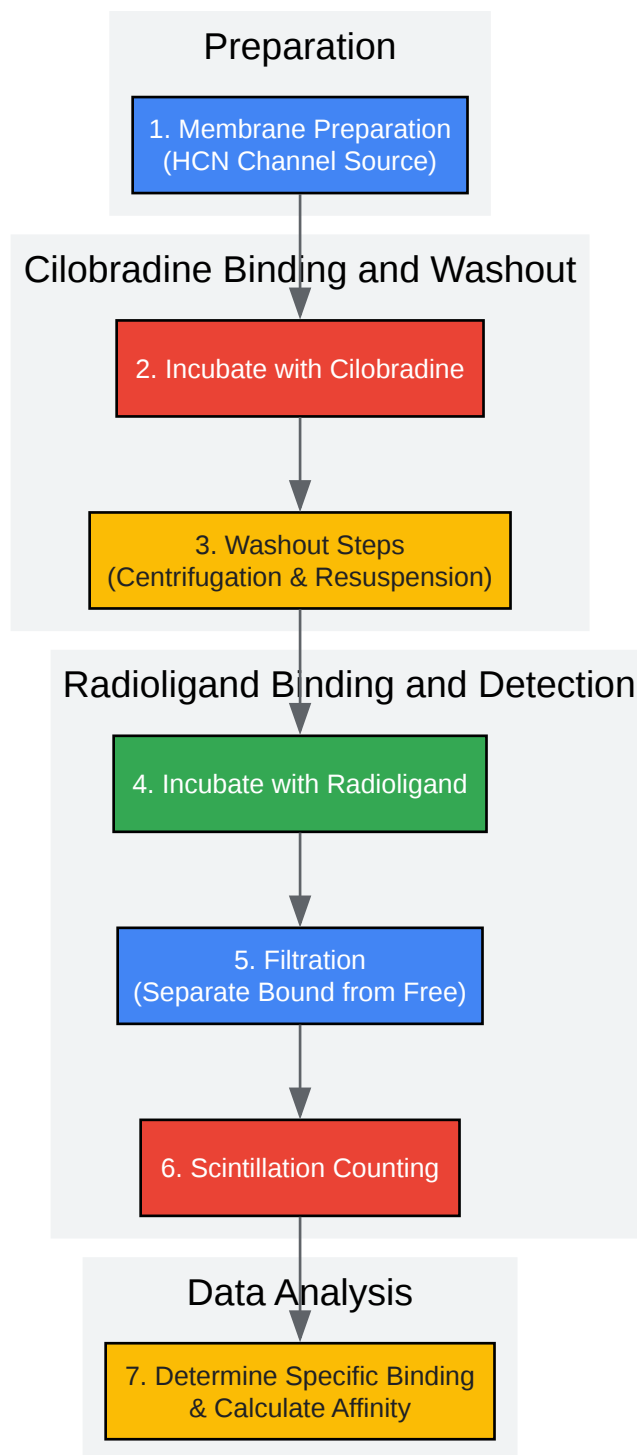 Preparation
1. Membrane Preparation
(HCN Channel Source)
Cilobradine Binding and Washout
2. Incubate with Cilobradine
3. Washout Steps
(Centrifugation & Resuspension)
Radioligand Binding and Detection
4. Incubate with Radioligand
5. Filtration
(Separate Bound from Free)
6. Scintillation Counting
Data Analysis
7. Determine Specific Binding
& Calculate Affinity